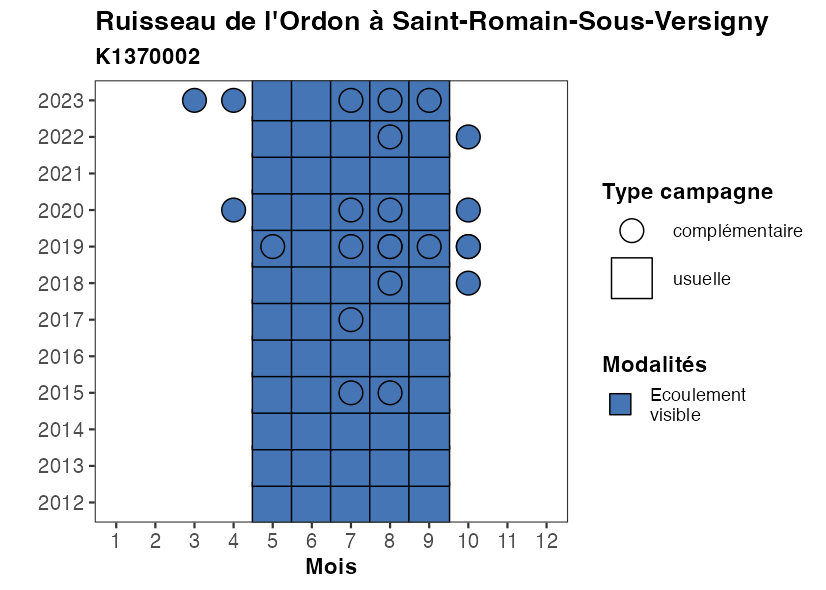 Ruisseau de l'Ordon à Saint-Romain-Sous-Versigny
K1370002
2023
2022
2021
2020
2019
2018
2017
2016
2015
2014
2013
2012
1 2 3 4 5 6 7 8 9 10 11 12
Mois
Type campagne
complémentaire
usuelle
Modalités
Ecoulement
visible